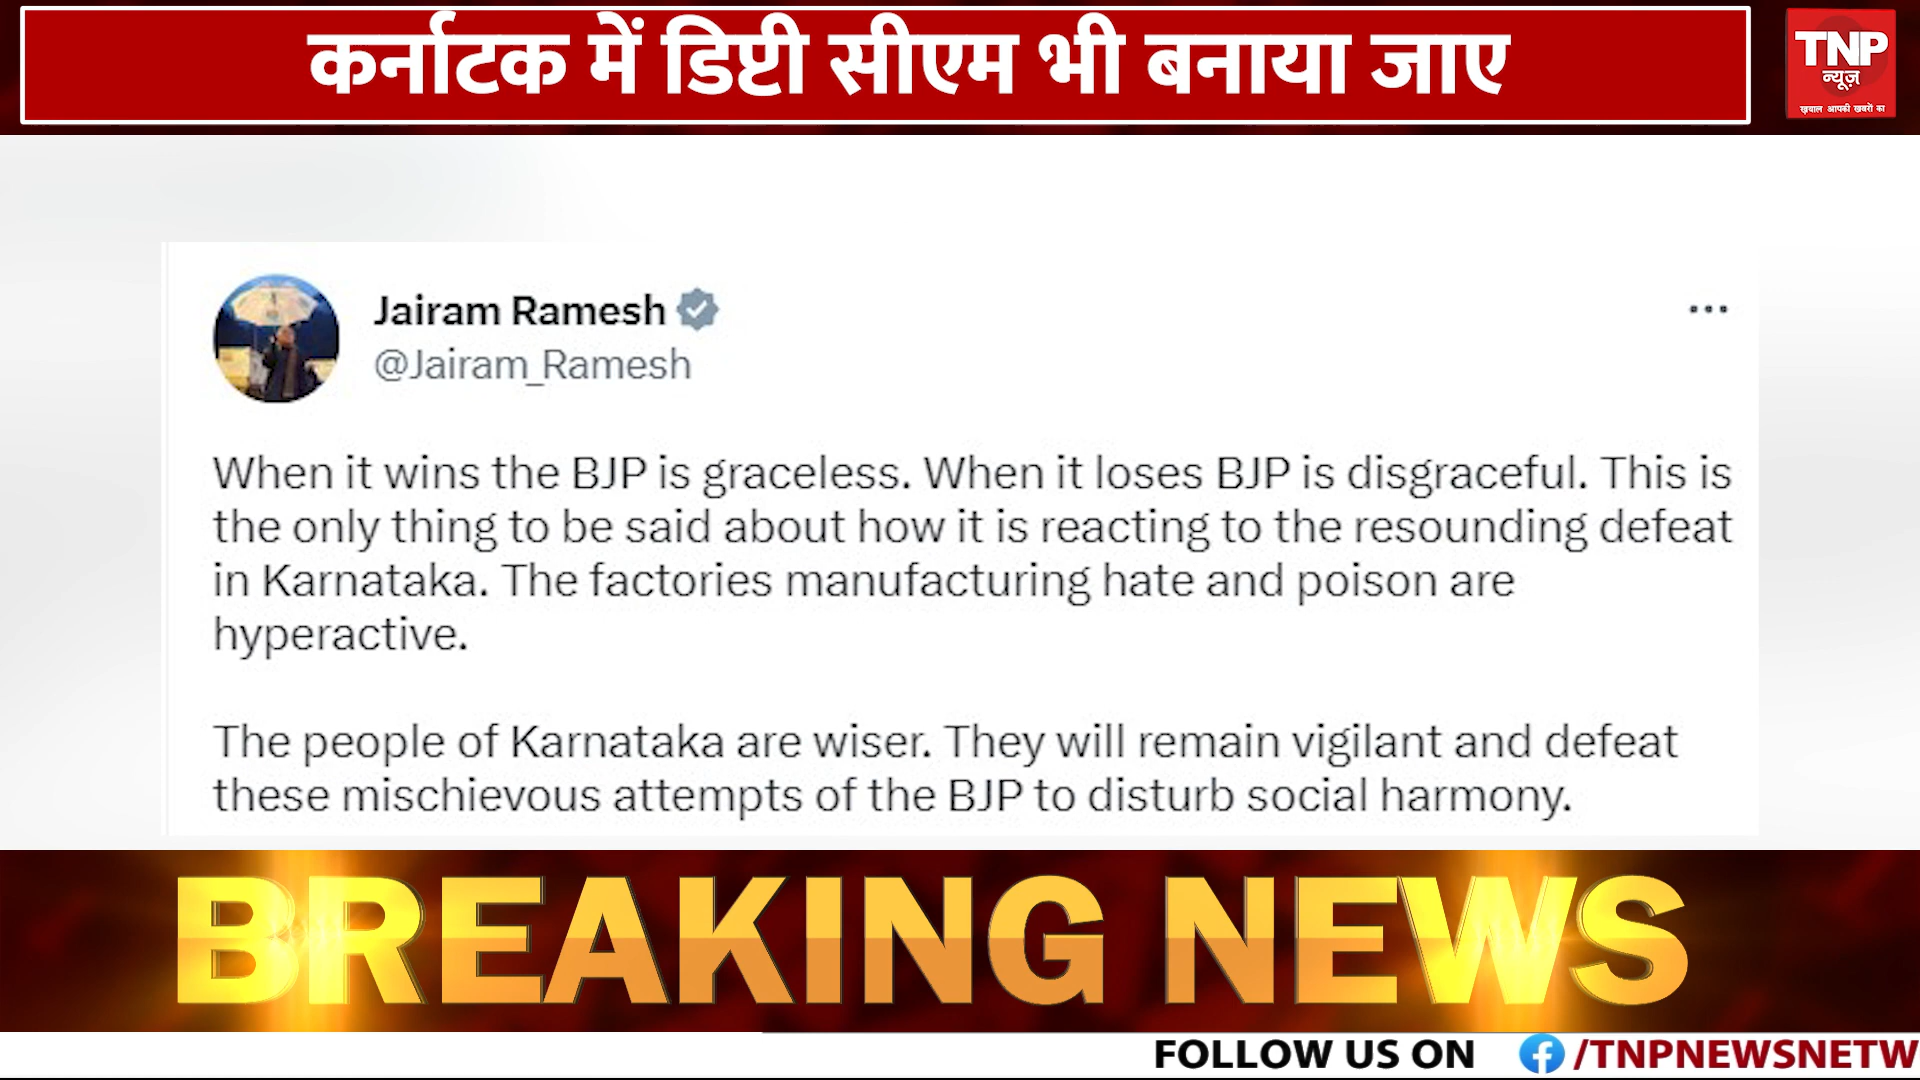 कर्नाटक में डिप्टी सीएम भी बनाया जाए
TNP
न्यूज़
ख़याल आपकी खबरों का
Jairam Ramesh
@Jairam_Ramesh
When it wins the BJP is graceless. When it loses BJP is disgraceful. This is
the only thing to be said about how it is reacting to the resounding defeat
in Karnataka. The factories manufacturing hate and poison are
hyperactive.
The people of Karnataka are wiser. They will remain vigilant and defeat
these mischievous attempts of the BJP to disturb social harmony.
BREAKING NEWS
FOLLOW US ON /TNPNEWSNETW